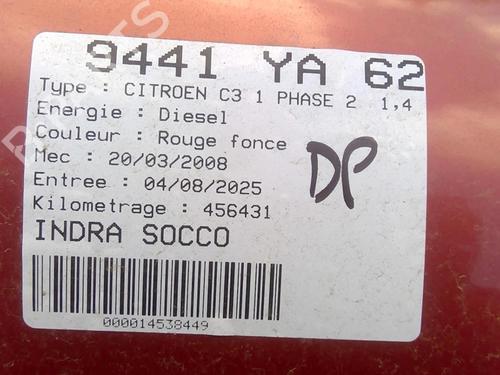 9441 YA 62
Type : CITROEN C3 1 PHASE 2 1,4
Energie : Diesel
Couleur : Rouge fonce
Mec : 20/03/2008
Entree : 04/08/2025
Kilometrage : 456431
DP
INDRA SOCCO
000014538449